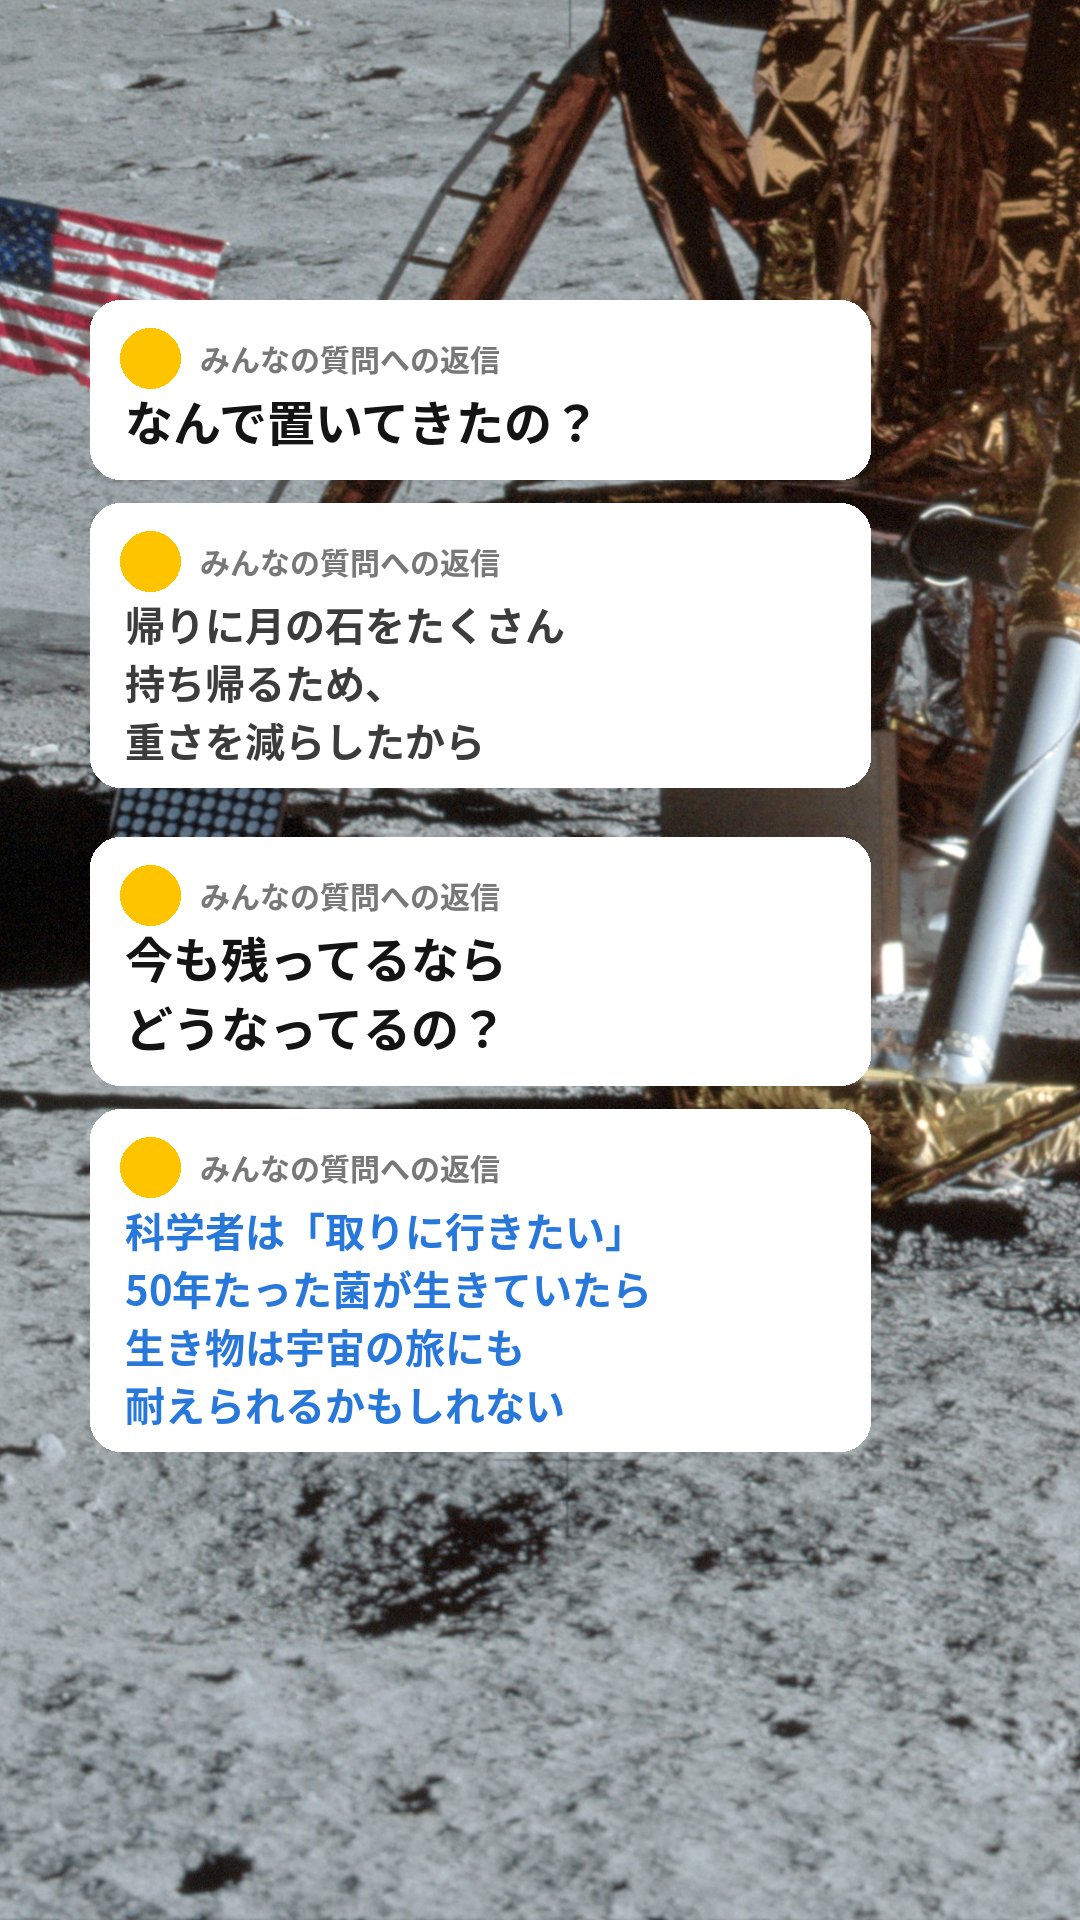 みんなの質問への返信
なんで置いてきたの？
みんなの質問への返信
帰りに月の石をたくさん
持ち帰るため、
重さを減らしたから
みんなの質問への返信
今も残ってるなら
どうなってるの？
みんなの質問への返信
科学者は「取りに行きたい」
50年たった菌が生きていたら
生き物は宇宙の旅にも
耐えられるかもしれない